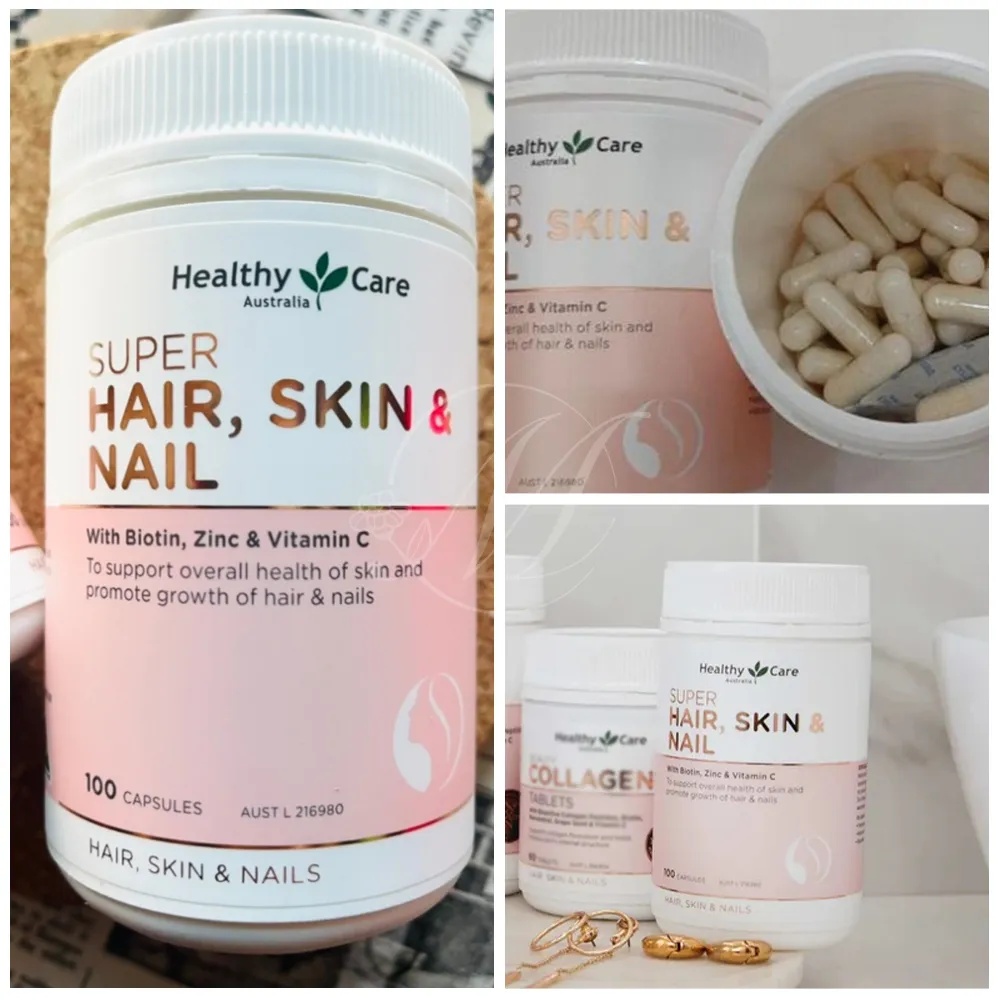 Healthy Care
Australia
SUPER
HAIR, SKIN &
NAIL
With Biotin, Zinc & Vitamin C
To support overall health of skin and
promote growth of hair & nails
100 CAPSULES AUST L 216980
HAIR, SKIN & NAILS
ealthy Care
Australia
R
R, SKIN &
L
Zinc & Vitamin C
erall health of skin and
th of hair & nails
AUST L 216980
Healthy Care
Australia
SUPER
HAIR, SKIN &
NAIL
With Biotin, Zinc & Vitamin C
To support overall health of skin and
promote growth of hair & nails
100 CAPSULES
HAIR, SKIN & NAILS
Healthy Care
COLLAGEN
TABLETS
HAIR, SKIN & NAILS